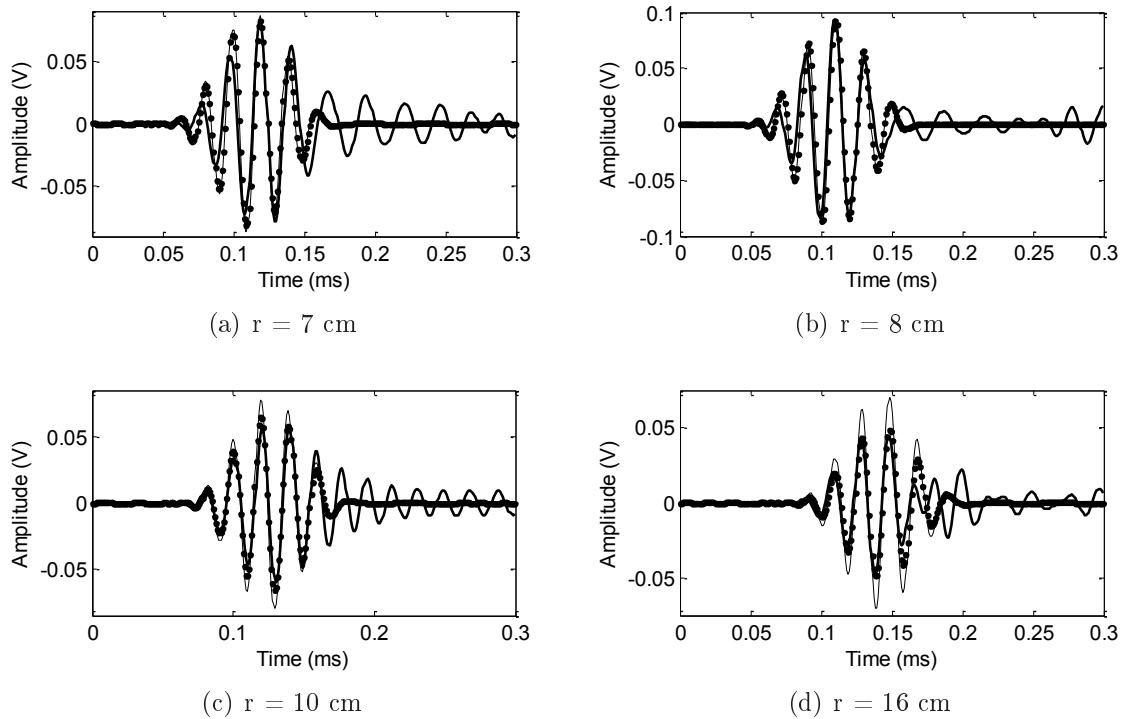 0.05
0
-0.05
Amplitude (V)
0 0.05 0.1 0.15 0.2 0.25 0.3
Time (ms)
(a) r = 7 cm
0.1
0.05
0
-0.05
-0.1
Amplitude (V)
0 0.05 0.1 0.15 0.2 0.25 0.3
Time (ms)
(b) r = 8 cm
0.05
0
-0.05
Amplitude (V)
0 0.1 0.2 0.3
Time (ms)
(c) r = 10 cm
0.05
0
-0.05
Amplitude (V)
0 0.05 0.1 0.15 0.2 0.25 0.3
Time (ms)
(d) r = 16 cm